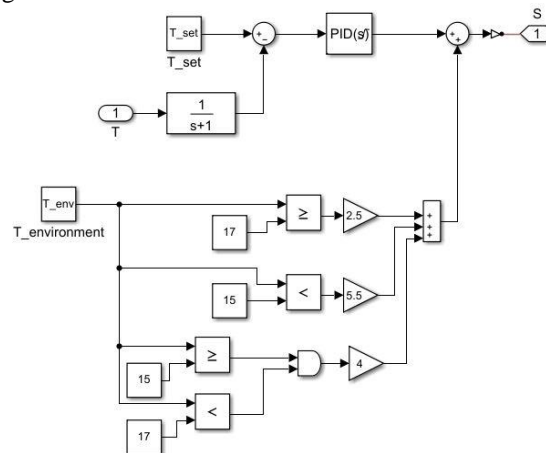 g
T_set
T_set
+
-
PID(s)
+
+
S
1
1
T
1
s+1
T_env
T_environment
≥
17
2.5
+
+
+
<
15
5.5
≥
15
4
<
17